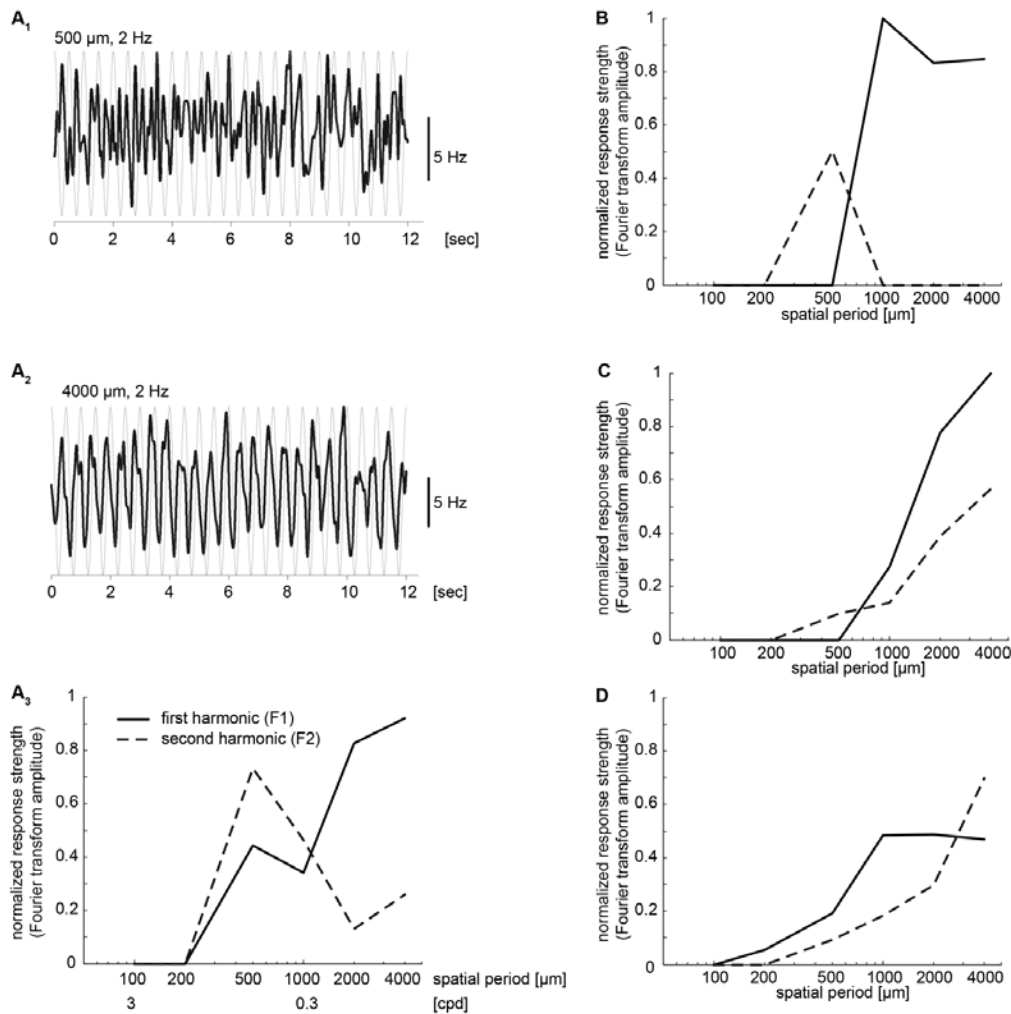 A1
500 µm, 2 Hz
5 Hz
0 2 4 6 8 10 12 [sec]
A2
4000 µm, 2 Hz
5 Hz
0 2 4 6 8 10 12 [sec]
A3
normalized response strength
(Fourier transform amplitude)
1
0.8
0.6
0.4
0.2
0
first harmonic (F1)
second harmonic (F2)
100 200 500 1000 2000 4000 spatial period [µm]
3 0.3 [cpd]
B
normalized response strength
(Fourier transform amplitude)
1
0.8
0.6
0.4
0.2
0
100 200 500 1000 2000 4000
spatial period [µm]
C
normalized response strength
(Fourier transform amplitude)
1
0.8
0.6
0.4
0.2
0
100 200 500 1000 2000 4000
spatial period [µm]
D
normalized response strength
(Fourier transform amplitude)
1
0.8
0.6
0.4
0.2
0
100 200 500 1000 2000 4000
spatial period [µm]